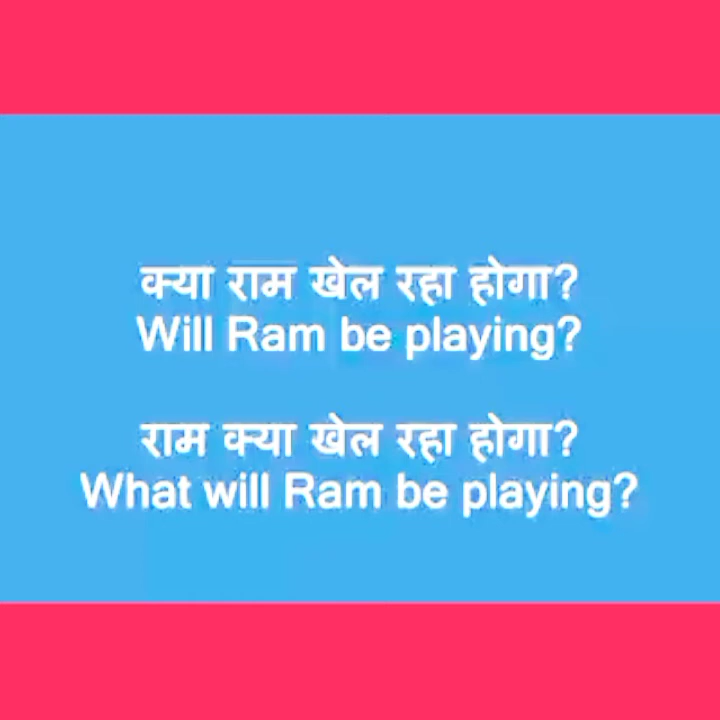 क्या राम खेल रहा होगा?
Will Ram be playing?
राम क्या खेल रहा होगा?
What will Ram be playing?